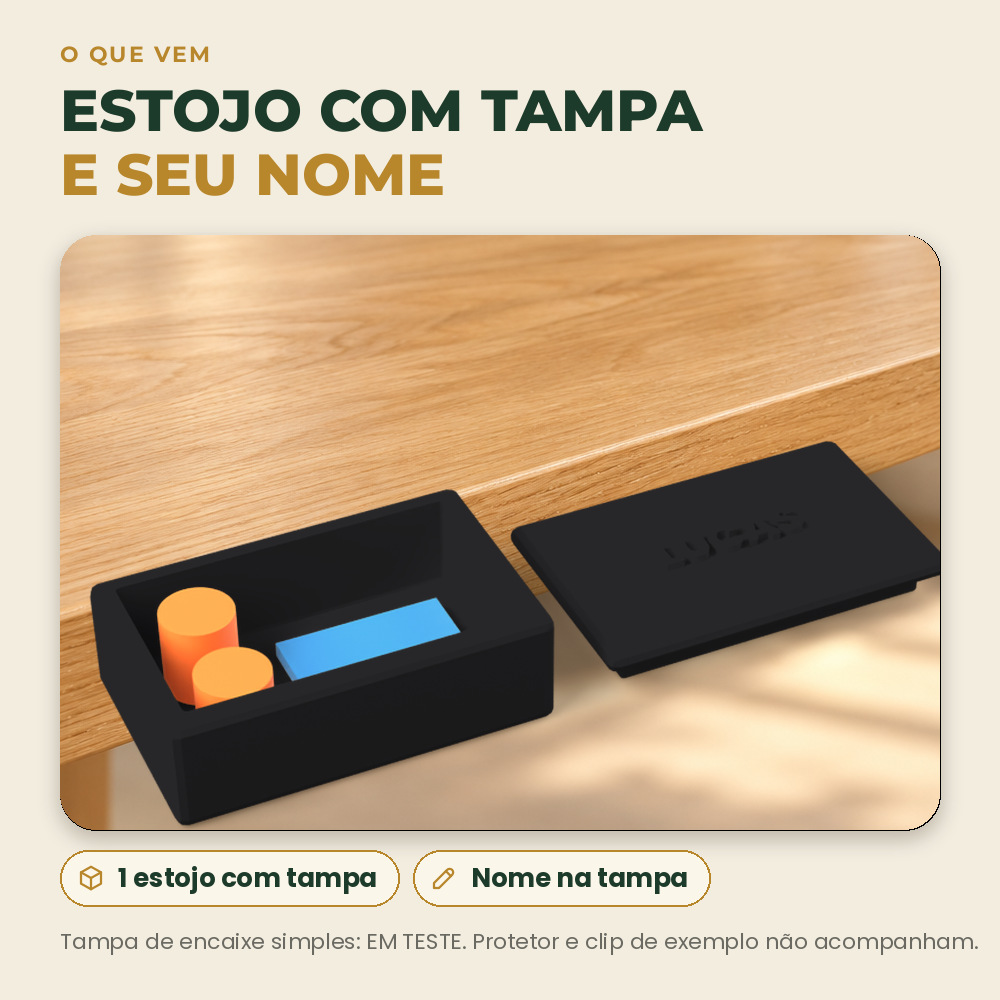 O QUE VEM
ESTOJO COM TAMPA
E SEU NOME
LUCAS
1 estojo com tampa
Nome na tampa
Tampa de encaixe simples: EM TESTE. Protetor e clip de exemplo não acompanham.